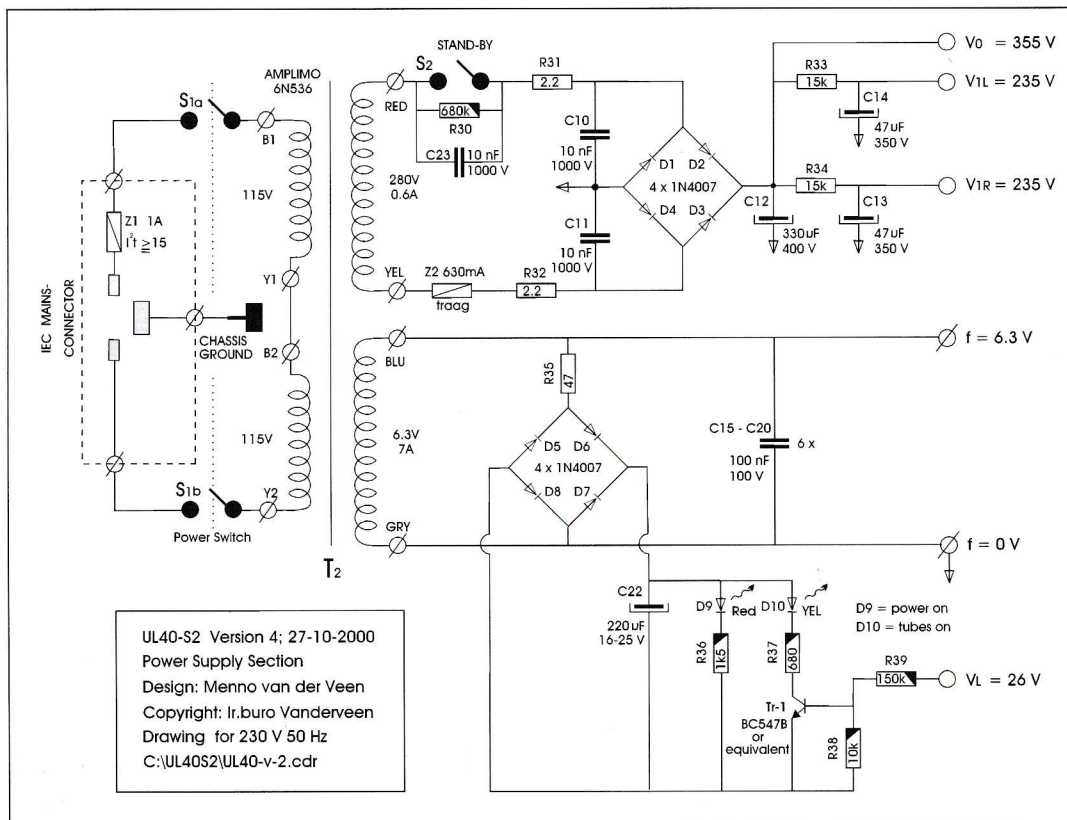 STAND-BY
S2
R31
2.2
V0 = 355 V
R33
15k
V1L = 235 V
AMPLIMO
6N536
RED
680k
R30
C23
10 nF
1000 V
C10
10 nF
1000 V
C14
47uF
350 V
S1a
B1
D1
D2
4 x 1N4007
D4
D3
R34
15k
V1R = 235 V
280V
0.6A
115V
Z1 1A
I²t ≥15
C11
10 nF
1000 V
C12
330uF
400 V
C13
47uF
350 V
YEL
Z2 630mA
traag
R32
2.2
Y1
IEC MAINS-
CONNECTOR
CHASSIS
GROUND
B2
BLU
f = 6.3 V
R35
47
6.3V
7A
115V
D5
D6
4 x 1N4007
D8
D7
C15 - C20
6 x
100 nF
100 V
S1b
Y2
Power Switch
GRY
f = 0 V
T2
C22
220uF
16-25 V
D9
Red
D10
YEL
D9 = power on
D10 = tubes on
R36
1k5
R37
680
R39
150k
VL = 26 V
Tr-1
BC547B
or
equivalent
R38
10k
UL40-S2 Version 4; 27-10-2000
Power Supply Section
Design: Menno van der Veen
Copyright: Ir.buro Vanderveen
Drawing for 230 V 50 Hz
C:\UL40S2\UL40-v-2.cdr